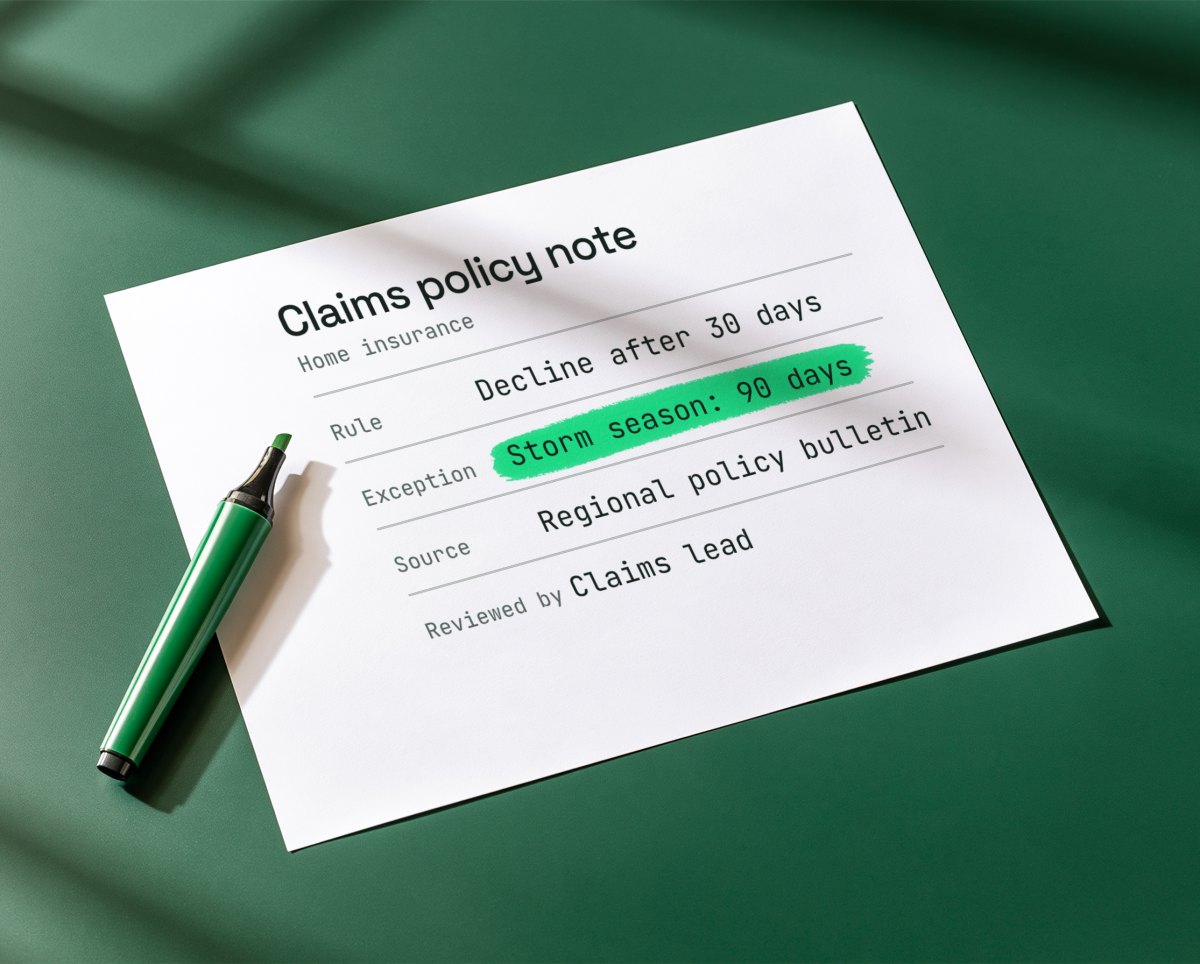 Claims policy note
Home insurance
Rule Decline after 30 days
Exception Storm season: 90 days
Source Regional policy bulletin
Reviewed by Claims lead